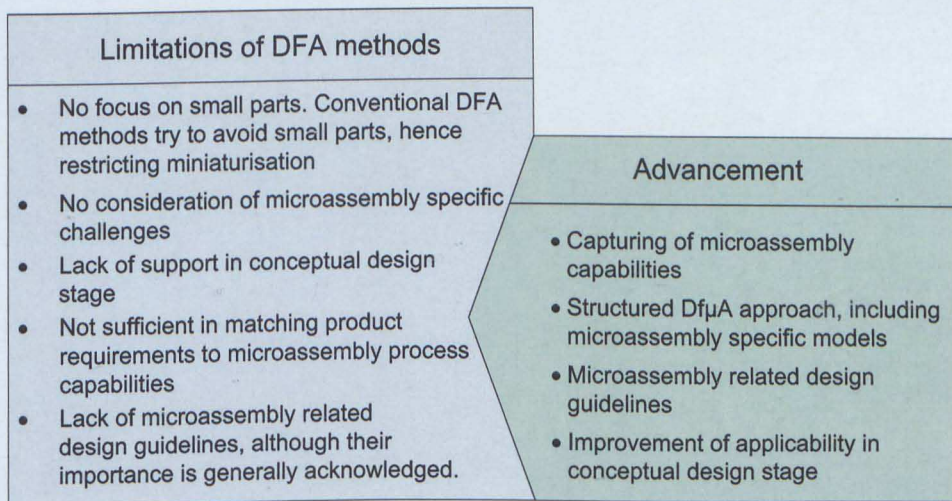 Limitations of DFA methods
• No focus on small parts. Conventional DFA
methods try to avoid small parts, hence
restricting miniaturisation
• No consideration of microassembly specific
challenges
• Lack of support in conceptual design
stage
• Not sufficient in matching product
requirements to microassembly process
capabilities
• Lack of microassembly related
design guidelines, although their
importance is generally acknowledged.
Advancement
• Capturing of microassembly
capabilities
• Structured DfµA approach, including
microassembly specific models
• Microassembly related design
guidelines
• Improvement of applicability in
conceptual design stage